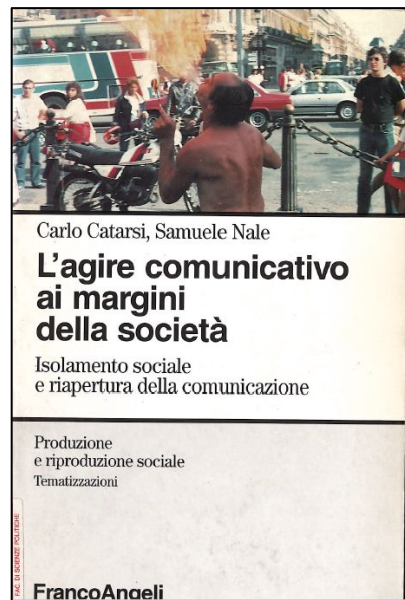 Carlo Catarsi, Samuele Nale
L'agire comunicativo
ai margini
della società
Isolamento sociale
e riapertura della comunicazione
Produzione
e riproduzione sociale
Tematizzazioni
FAC. DI SCIENZE POLITICHE
FrancoAngeli